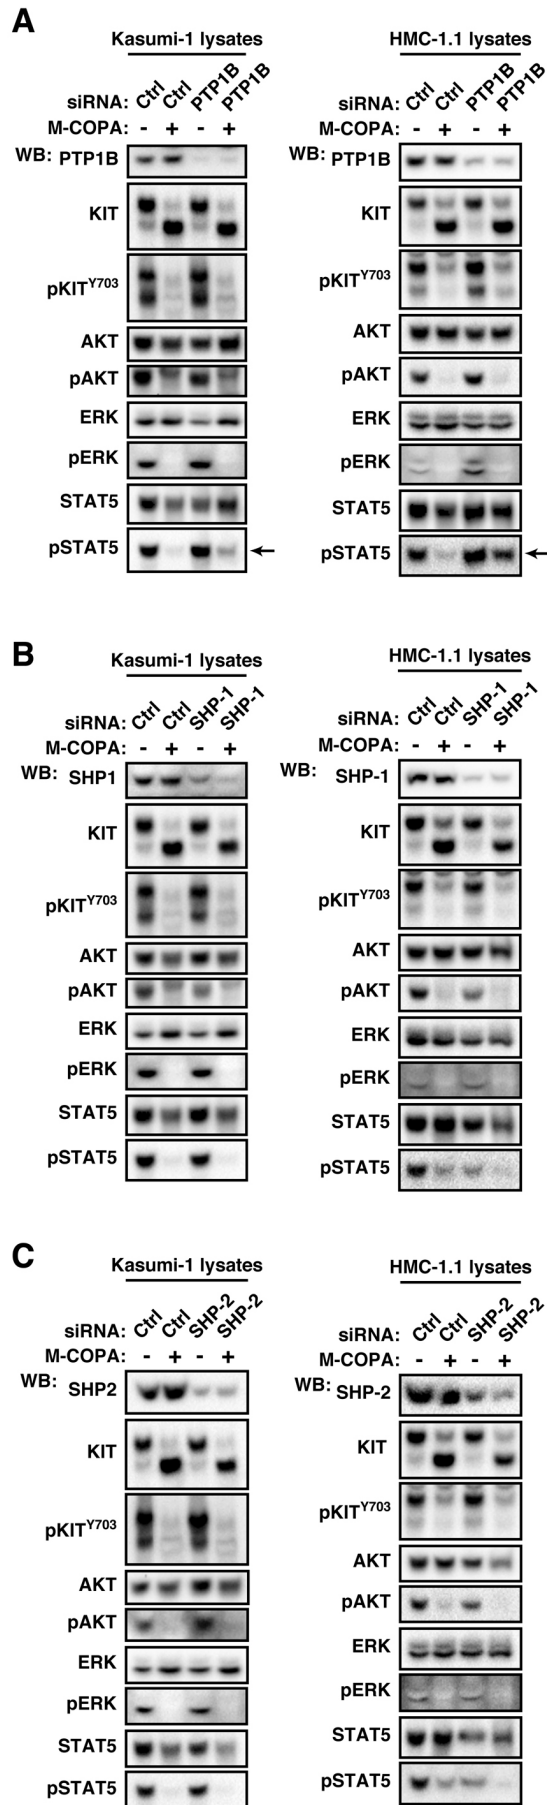 A
Kasumi-1 lysates
siRNA: Ctrl Ctrl PTP1B PTP1B
M-COPA: - + - +
WB: PTP1B
KIT
pKITY703
AKT
pAKT
ERK
pERK
STAT5
pSTAT5
HMC-1.1 lysates
siRNA: Ctrl Ctrl PTP1B PTP1B
M-COPA: - + - +
WB: PTP1B
KIT
pKITY703
AKT
pAKT
ERK
pERK
STAT5
pSTAT5
B
Kasumi-1 lysates
siRNA: Ctrl Ctrl SHP-1 SHP-1
M-COPA: - + - +
WB: SHP1
KIT
pKITY703
AKT
pAKT
ERK
pERK
STAT5
pSTAT5
HMC-1.1 lysates
siRNA: Ctrl Ctrl SHP-1 SHP-1
M-COPA: - + - +
WB: SHP-1
KIT
pKITY703
AKT
pAKT
ERK
pERK
STAT5
pSTAT5
C
Kasumi-1 lysates
siRNA: Ctrl Ctrl SHP-2 SHP-2
M-COPA: - + - +
WB: SHP2
KIT
pKITY703
AKT
pAKT
ERK
pERK
STAT5
pSTAT5
HMC-1.1 lysates
siRNA: Ctrl Ctrl SHP-2 SHP-2
M-COPA: - + - +
WB: SHP-2
KIT
pKITY703
AKT
pAKT
ERK
pERK
STAT5
pSTAT5